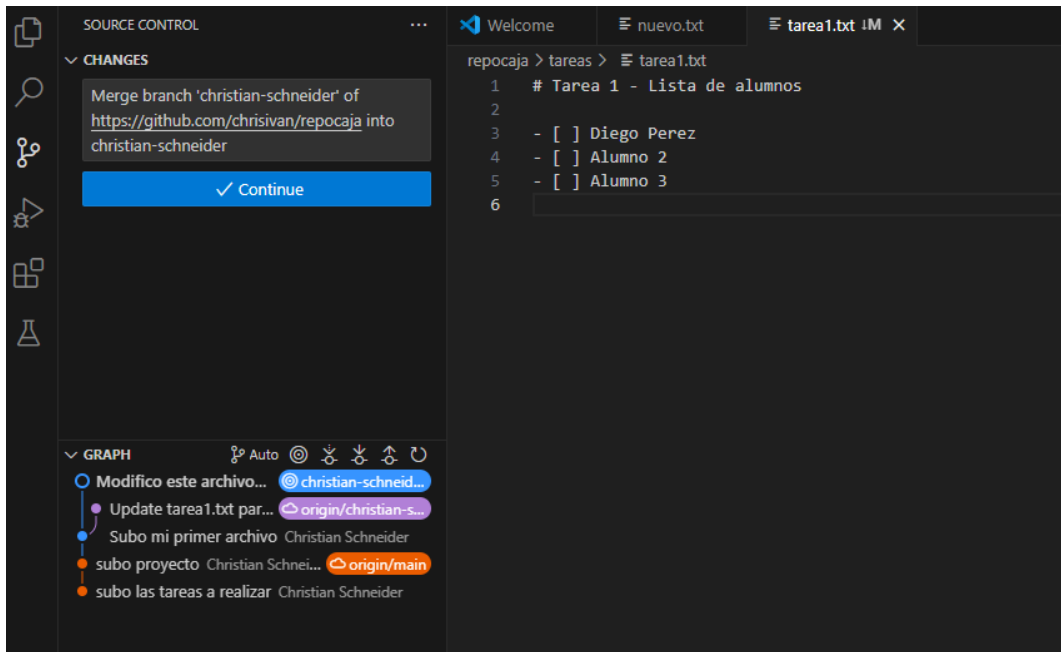 SOURCE CONTROL ...
CHANGES
Merge branch 'christian-schneider' of
https://github.com/chrisivan/repocaja into
christian-schneider
Continue
GRAPH Auto
Modifico este archivo... christian-schneid...
Update tarea1.txt par... origin/christian-s...
Subo mi primer archivo Christian Schneider
subo proyecto Christian Schnei... origin/main
subo las tareas a realizar Christian Schneider
Welcome nuevo.txt tarea1.txt ↓M
repocaja > tareas > tarea1.txt
1 # Tarea 1 - Lista de alumnos
2
3 - [ ] Diego Perez
4 - [ ] Alumno 2
5 - [ ] Alumno 3
6